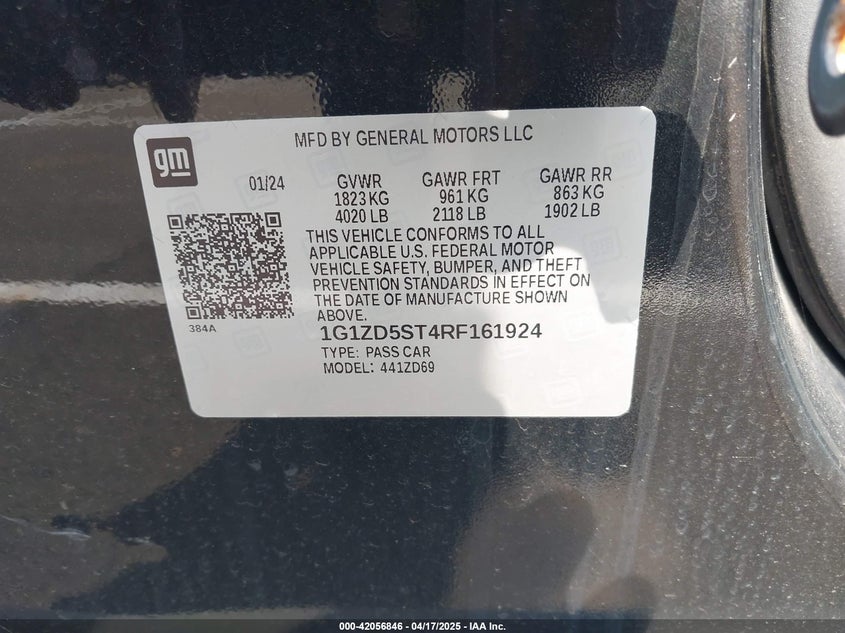 MFD BY GENERAL MOTORS LLC
gm
01/24 GVWR GAWR FRT GAWR RR
1823 KG 961 KG 863 KG
4020 LB 2118 LB 1902 LB
THIS VEHICLE CONFORMS TO ALL
APPLICABLE U.S. FEDERAL MOTOR
VEHICLE SAFETY, BUMPER, AND THEFT
PREVENTION STANDARDS IN EFFECT ON
THE DATE OF MANUFACTURE SHOWN
ABOVE.
384A
1G1ZD5ST4RF161924
TYPE: PASS CAR
MODEL: 441ZD69
000-42056846 - 04/17/2025 - IAA Inc.